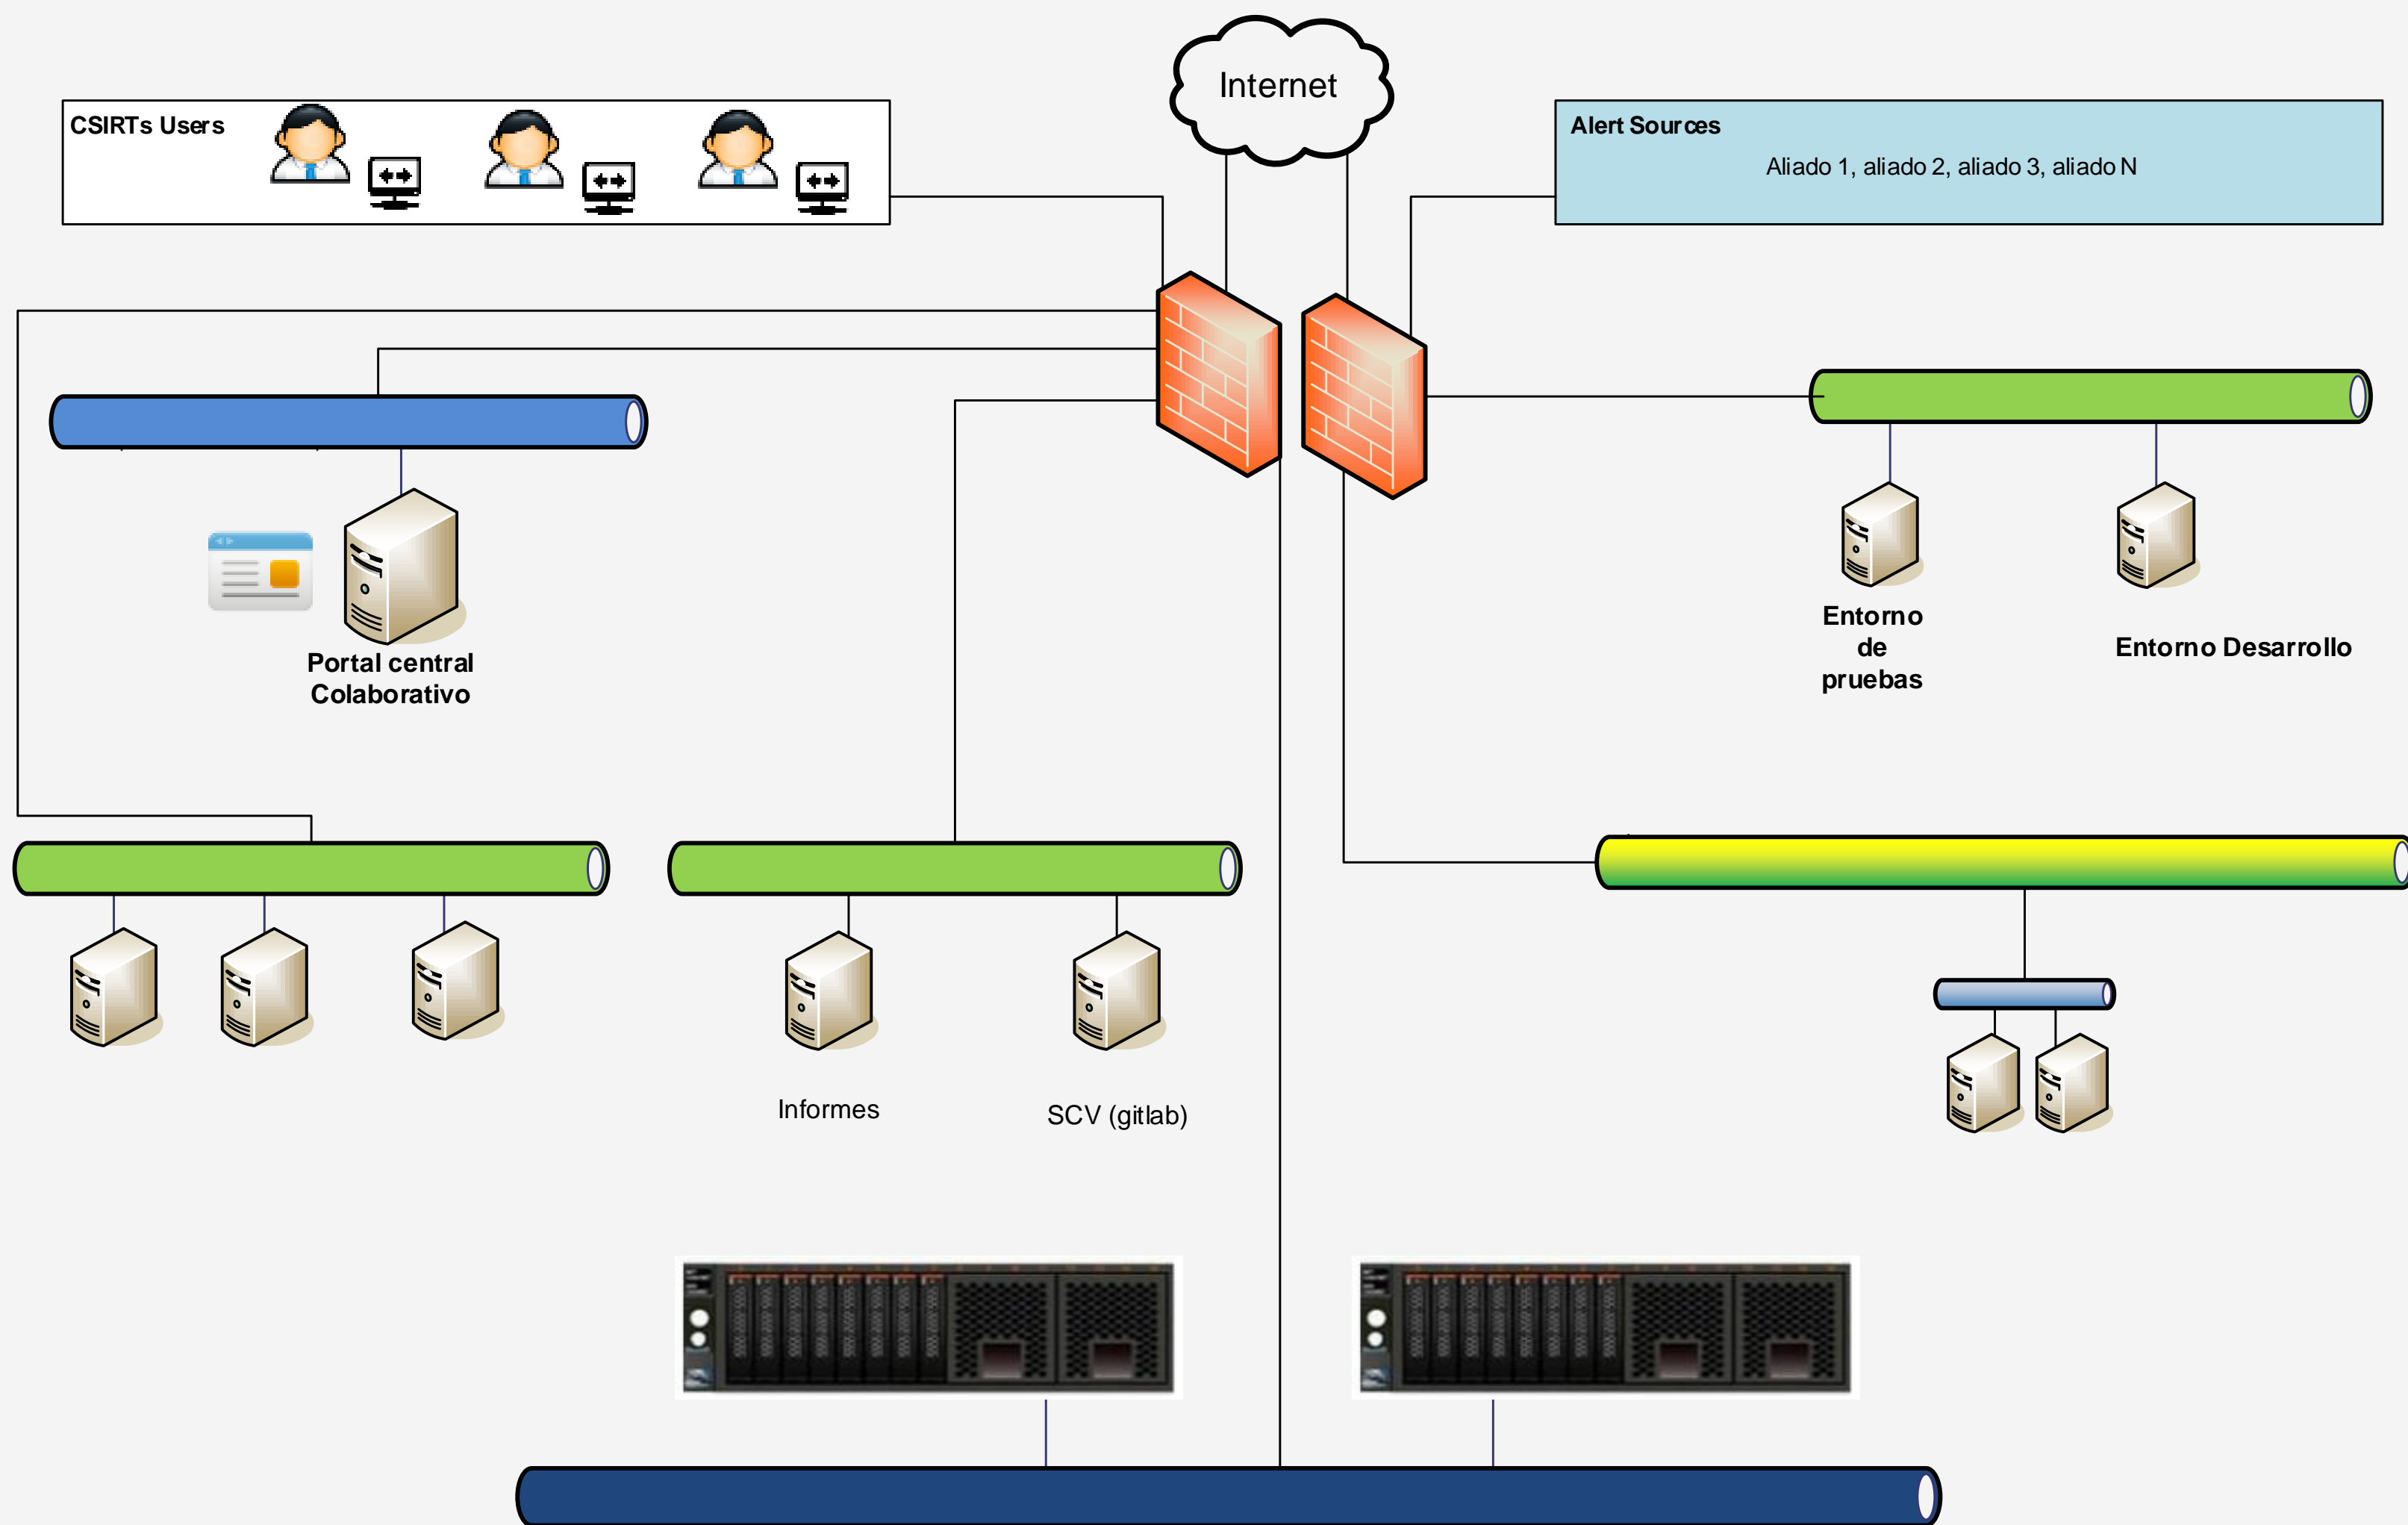 Internet
CSIRTs Users
Alert Sources
Aliado 1, aliado 2, aliado 3, aliado N
Portal central
Colaborativo
Entorno
de
pruebas
Entorno Desarrollo
Informes
SCV (gitlab)